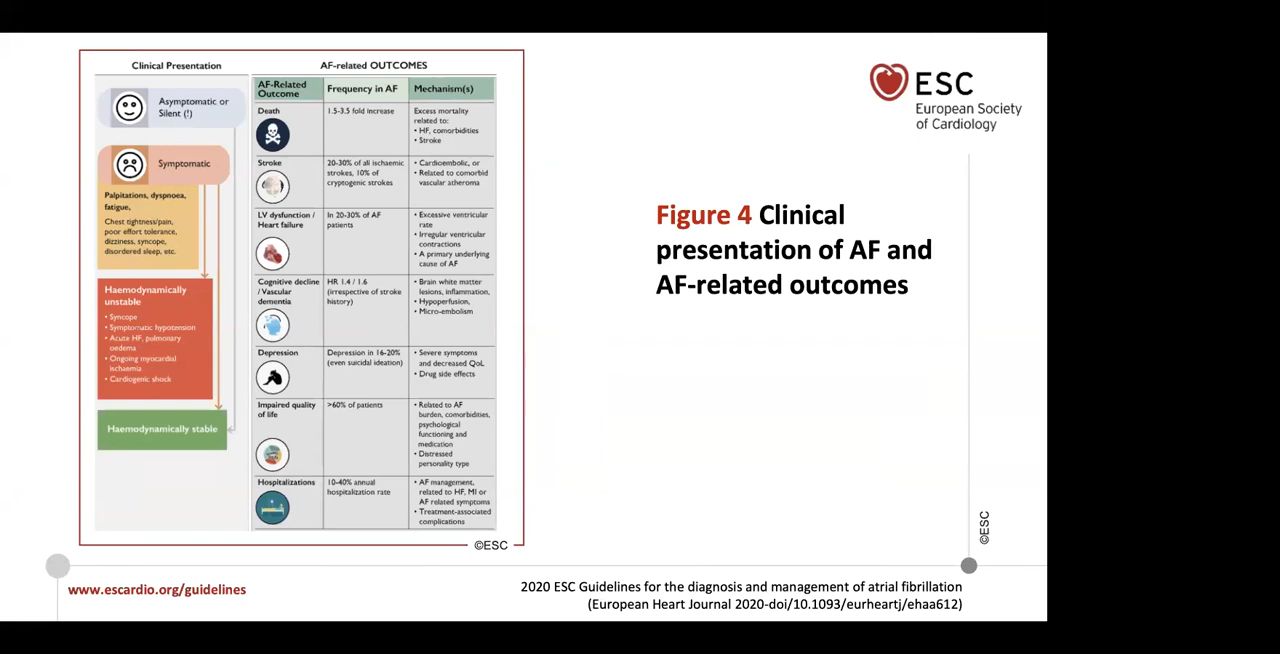 Clinical Presentation
Asymptomatic or
Silent (!)
Symptomatic
Palpitations, dyspnoea,
fatigue,
Chest tightness/pain,
poor effort tolerance,
dizziness, syncope,
disordered sleep, etc.
Haemodynamically
unstable
• Syncope
• Symptomatic hypotension
• Acute HF, pulmonary
oedema
• Ongoing myocardial
ischaemia
• Cardiogenic shock
Haemodynamically stable
AF-related OUTCOMES
AF-Related
Outcome
Frequency in AF
Mechanism(s)
Death
1.5-3.5 fold increase
Excess mortality
related to:
• HF, comorbidities
• Stroke
Stroke
20-30% of all ischaemic
strokes, 10% of
cryptogenic strokes
• Cardioembolic, or
• Related to comorbid
vascular atheroma
LV dysfunction /
Heart failure
In 20-30% of AF
patients
• Excessive ventricular
rate
• Irregular ventricular
contractions
• A primary underlying
cause of AF
Cognitive decline
/ Vascular
dementia
HR 1.4 / 1.6
(irrespective of stroke
history)
• Brain white matter
lesions, inflammation,
• Hypoperfusion,
• Micro-embolism
Depression
Depression in 16-20%
(even suicidal ideation)
• Severe symptoms
and decreased QoL
• Drug side effects
Impaired quality
of life
>60% of patients
• Related to AF
burden, comorbidities,
psychological
functioning and
medication
• Distressed
personality type
Hospitalizations
10-40% annual
hospitalization rate
• AF management,
related to HF, MI or
AF related symptoms
• Treatment-associated
complications
©ESC
ESC
European Society
of Cardiology
Figure 4 Clinical
presentation of AF and
AF-related outcomes
©ESC
www.escardio.org/guidelines
2020 ESC Guidelines for the diagnosis and management of atrial fibrillation
(European Heart Journal 2020-doi/10.1093/eurheartj/ehaa612)